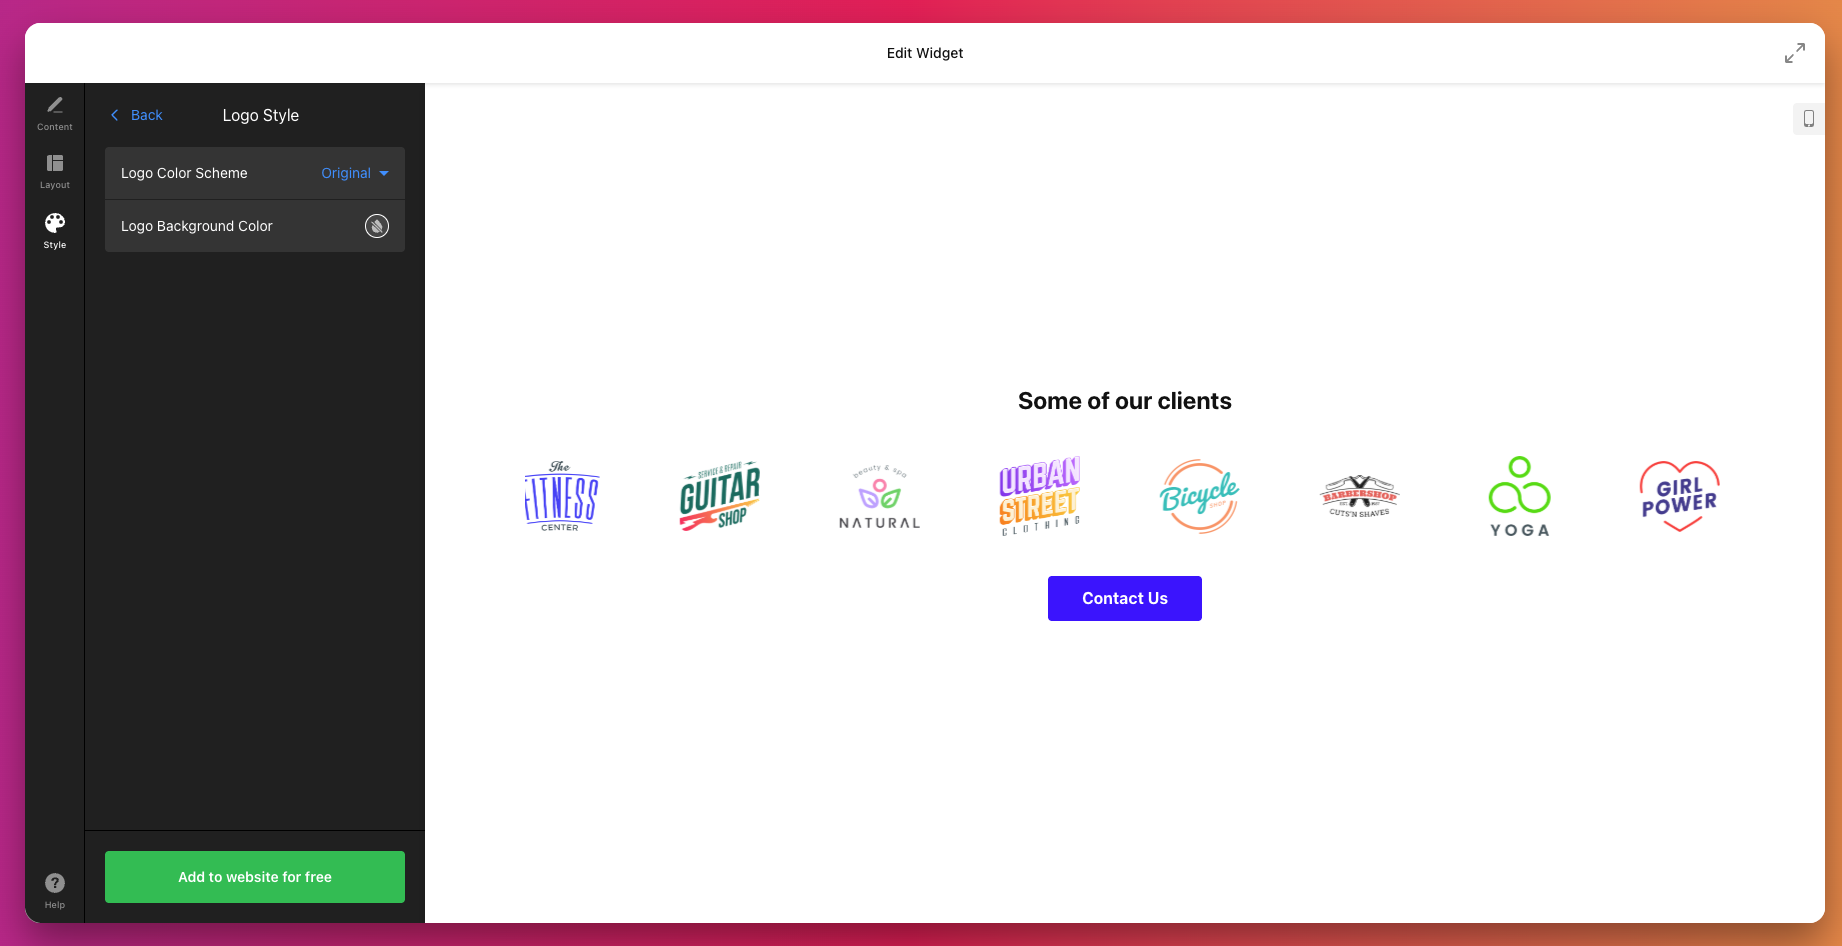 Edit Widget
Content
Layout
Style
Help
Back
Logo Style
Logo Color Scheme
Original
Logo Background Color
Add to website for free
Some of our clients
The
FITNESS
CENTER
SERVICE & REPAIR
GUITAR
SHOP
beauty & spa
NATURAL
URBAN
STREET
CLOTHING
Bicycle
SHOP
BARBERSHOP
CUTS'N SHAVES
YOGA
GIRL
POWER
Contact Us